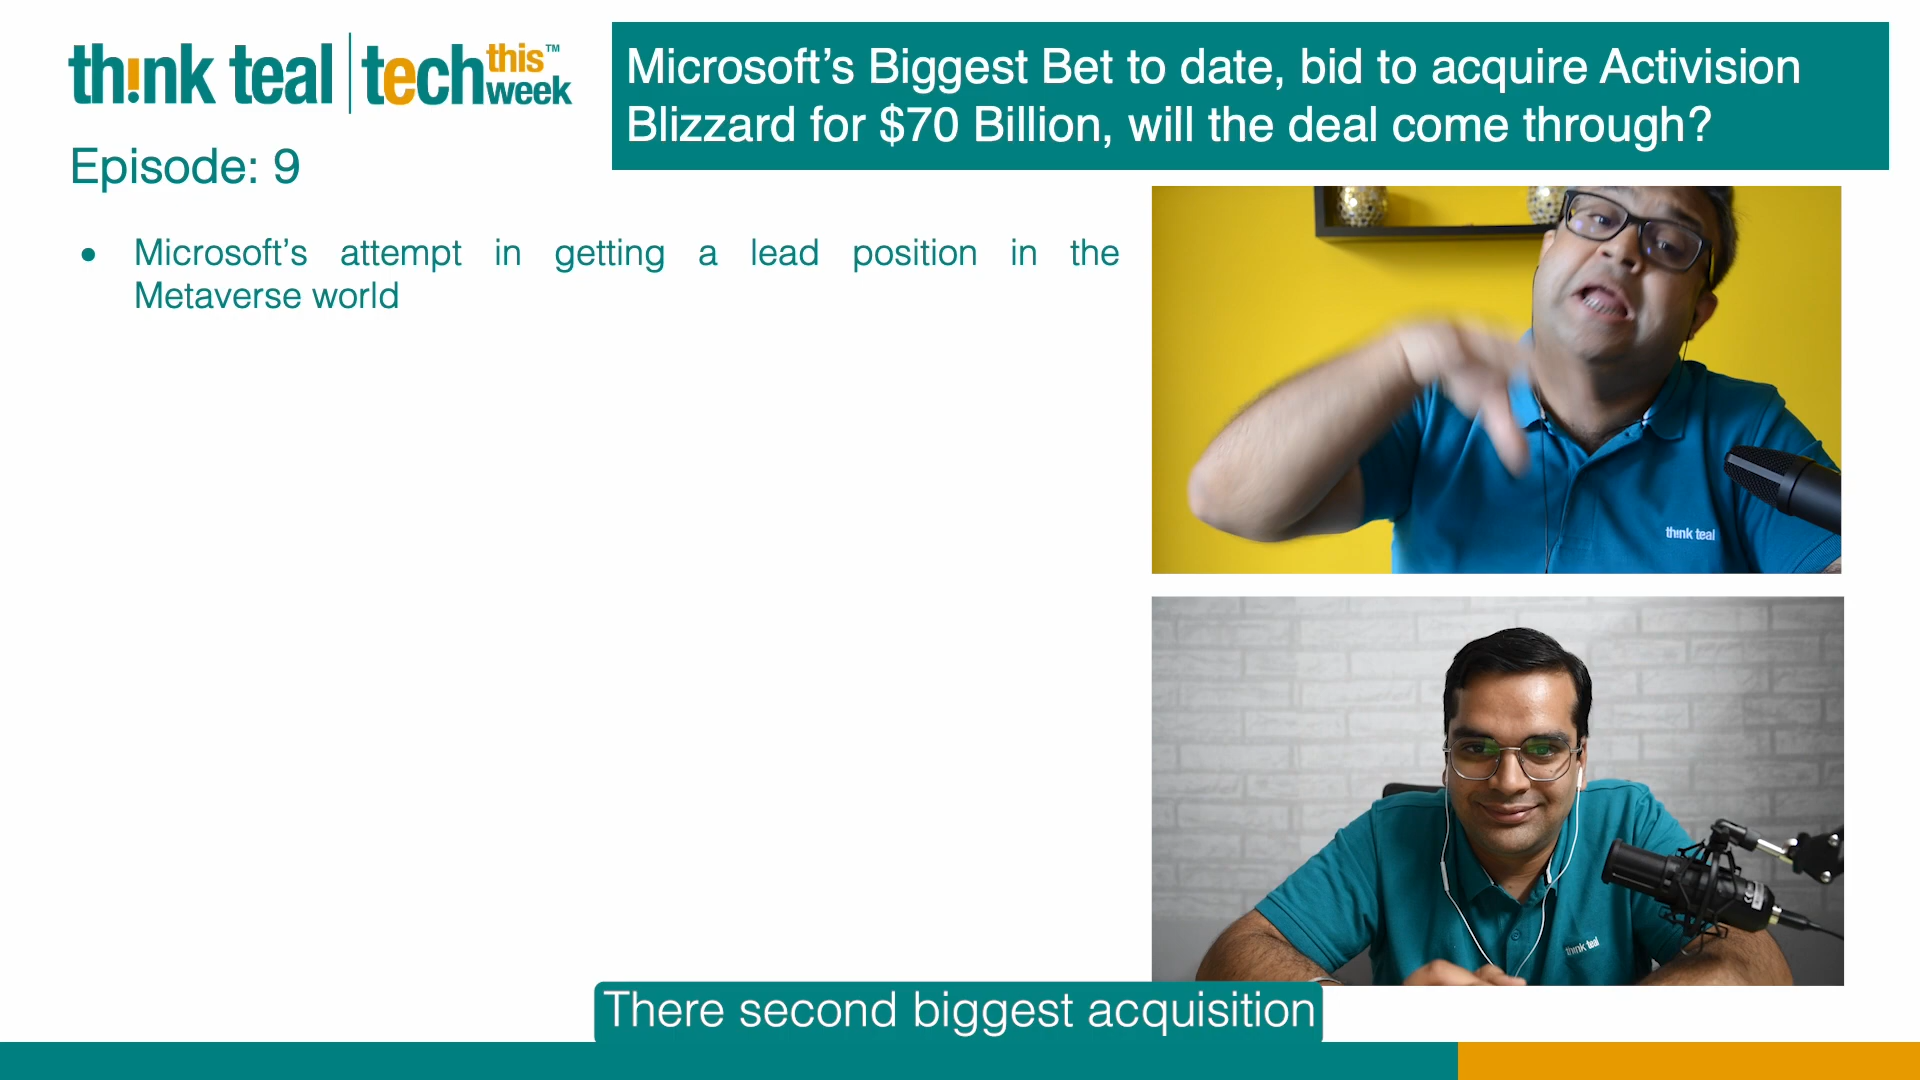 think teal tech this™ week
Microsoft’s Biggest Bet to date, bid to acquire Activision
Blizzard for $70 Billion, will the deal come through?
Episode: 9
● Microsoft’s attempt in getting a lead position in the
Metaverse world
think teal
think teal
There second biggest acquisition